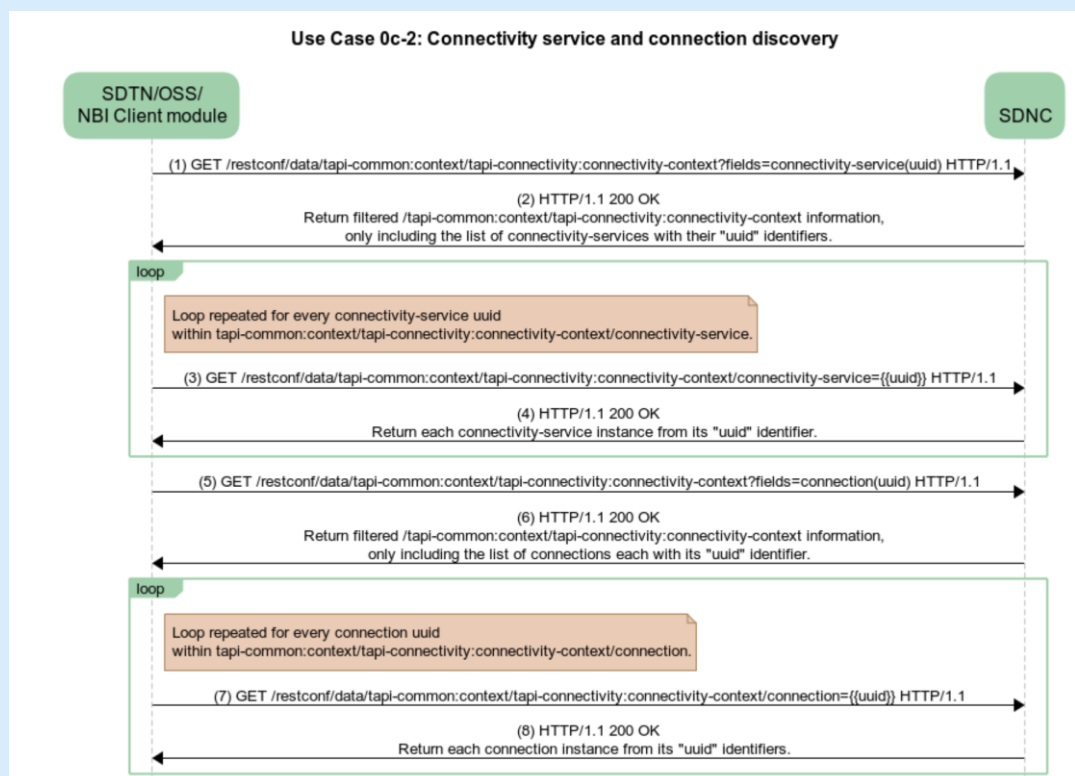 Use Case 0c-2: Connectivity service and connection discovery
SDTN/OSS/
NBI Client module
SDNC
(1) GET /restconf/data/tapi-common:context/tapi-connectivity:connectivity-context?fields=connectivity-service(uuid) HTTP/1.1
(2) HTTP/1.1 200 OK
Return filtered /tapi-common:context/tapi-connectivity:connectivity-context information,
only including the list of connectivity-services with their "uuid" identifiers.
loop
Loop repeated for every connectivity-service uuid
within tapi-common:context/tapi-connectivity:connectivity-context/connectivity-service.
(3) GET /restconf/data/tapi-common:context/tapi-connectivity:connectivity-context/connectivity-service={{uuid}} HTTP/1.1
(4) HTTP/1.1 200 OK
Return each connectivity-service instance from its "uuid" identifier.
(5) GET /restconf/data/tapi-common:context/tapi-connectivity:connectivity-context?fields=connection(uuid) HTTP/1.1
(6) HTTP/1.1 200 OK
Return filtered /tapi-common:context/tapi-connectivity:connectivity-context information,
only including the list of connections each with its "uuid" identifier.
loop
Loop repeated for every connection uuid
within tapi-common:context/tapi-connectivity:connectivity-context/connection.
(7) GET /restconf/data/tapi-common:context/tapi-connectivity:connectivity-context/connection={{uuid}} HTTP/1.1
(8) HTTP/1.1 200 OK
Return each connection instance from its "uuid" identifiers.